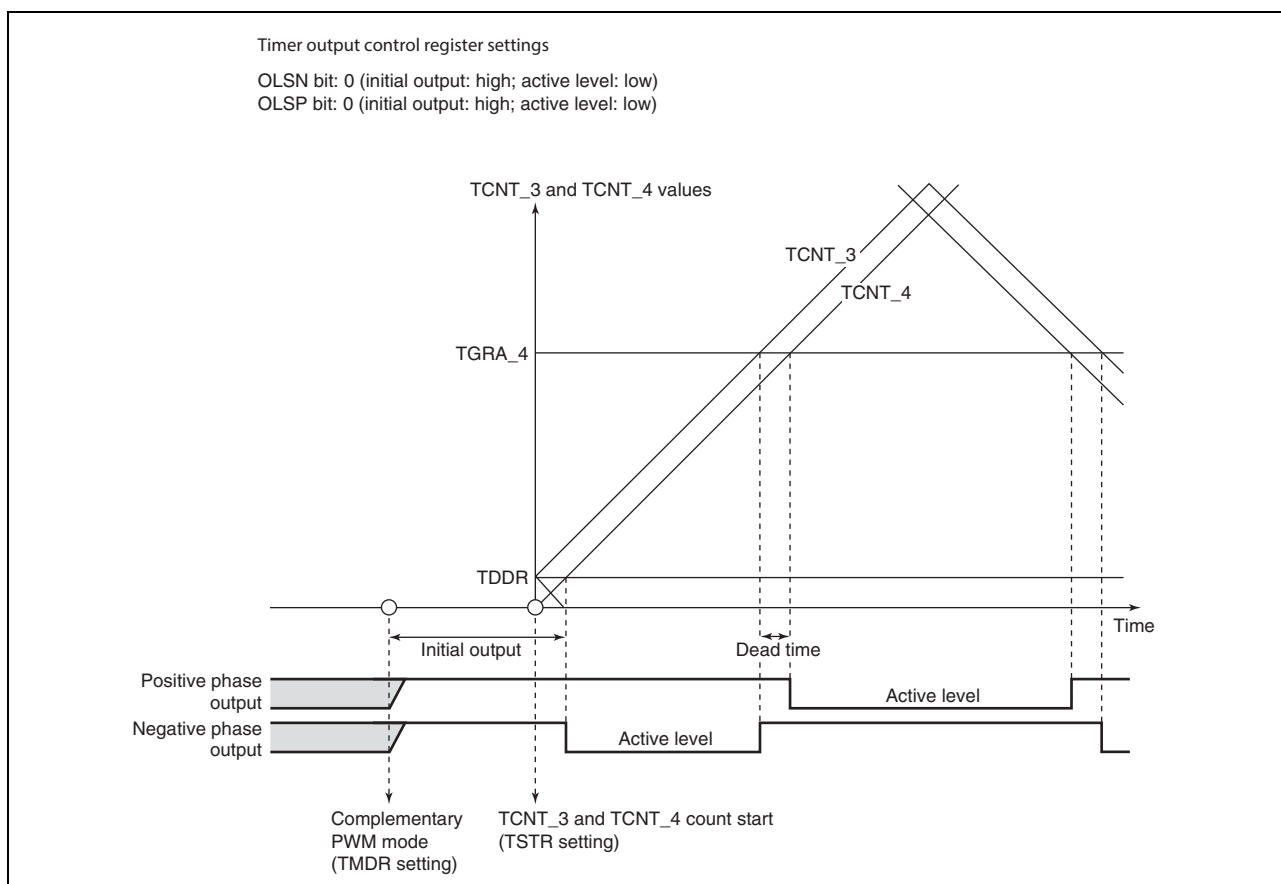 Timer output control register settings
OLSN bit: 0 (initial output: high; active level: low)
OLSP bit: 0 (initial output: high; active level: low)
TCNT_3 and TCNT_4 values
TCNT_3
TCNT_4
TGRA_4
TDDR
Time
Initial output
Dead time
Positive phase
output
Active level
Negative phase
output
Active level
Complementary
PWM mode
(TMDR setting)
TCNT_3 and TCNT_4 count start
(TSTR setting)